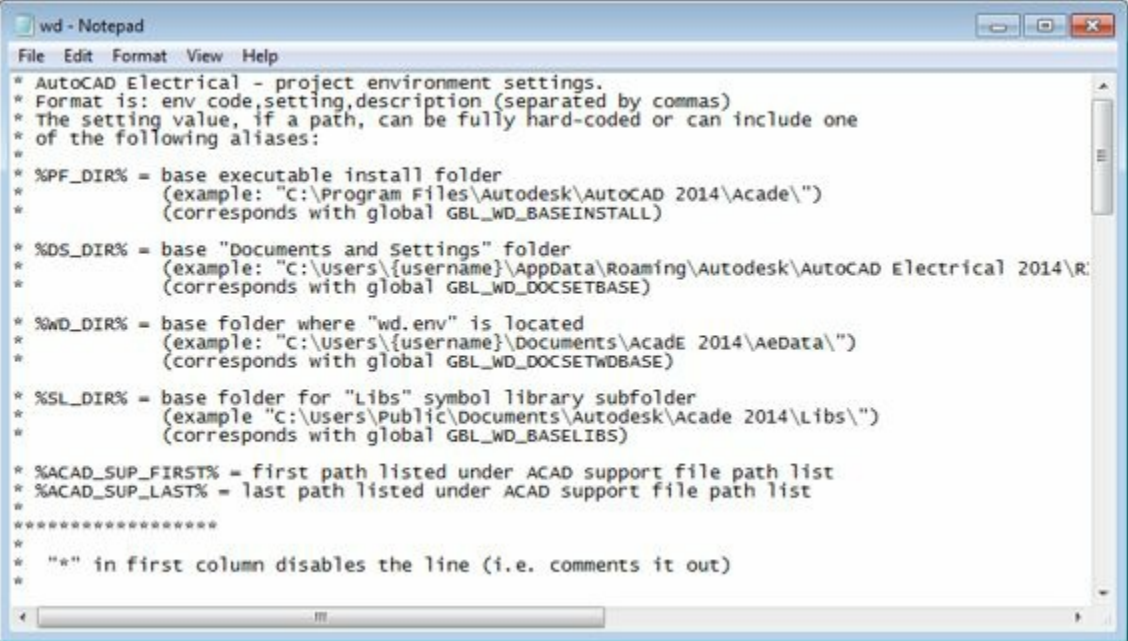 wd - Notepad
File Edit Format View Help
* AutoCAD Electrical - project environment settings.
* Format is: env code,setting,description (separated by commas)
* The setting value, if a path, can be fully hard-coded or can include one
* of the following aliases:
*
* %PF_DIR% = base executable install folder
* (example: "C:\Program Files\Autodesk\AutoCAD 2014\Acade\")
* (corresponds with global GBL_WD_BASEINSTALL)
* %DS_DIR% = base "Documents and Settings" folder
* (example: "C:\Users\{username}\AppData\Roaming\Autodesk\AutoCAD Electrical 2014\R
* (corresponds with global GBL_WD_DOCSETBASE)
* %WD_DIR% = base folder where "wd.env" is located
* (example: "C:\Users\{username}\Documents\AcadE 2014\AeData\")
* (corresponds with global GBL_WD_DOCSETWDBASE)
* %SL_DIR% = base folder for "Libs" symbol library subfolder
* (example "C:\Users\Public\Documents\Autodesk\Acade 2014\Libs\")
* (corresponds with global GBL_WD_BASELIBS)
* %ACAD_SUP_FIRST% = first path listed under ACAD support file path list
* %ACAD_SUP_LAST% = last path listed under ACAD support file path list
*
******************
*
* "*" in first column disables the line (i.e. comments it out)
*